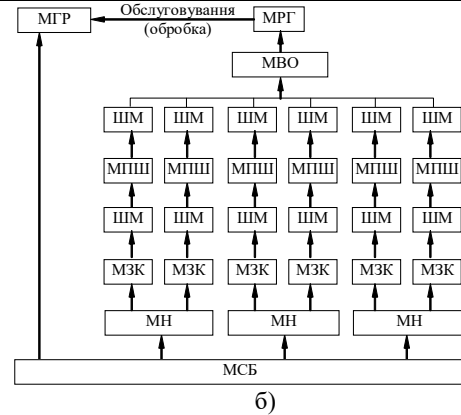 МГР Обслуговування МРГ
(обробка)
МВО
ШМ ШМ ШМ ШМ ШМ ШМ
МПШ МПШ МПШ МПШ МПШ МПШ
ШМ ШМ ШМ ШМ ШМ ШМ
МЗК МЗК МЗК МЗК МЗК МЗК
МН МН МН
МСБ
б)